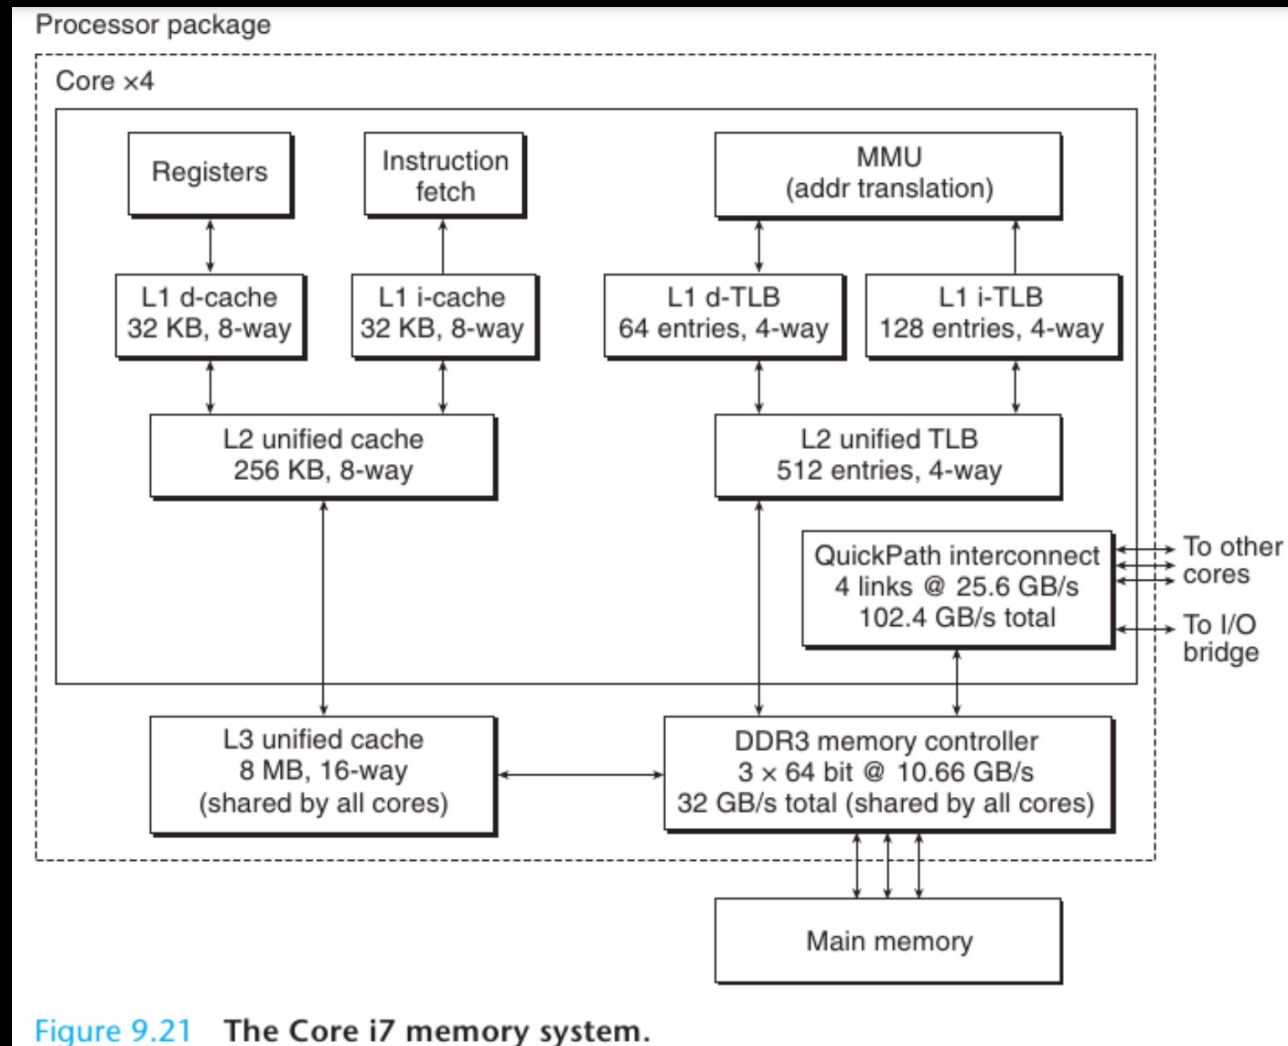 Processor package
Core ×4
Registers
Instruction
fetch
MMU
(addr translation)
L1 d-cache
32 KB, 8-way
L1 i-cache
32 KB, 8-way
L1 d-TLB
64 entries, 4-way
L1 i-TLB
128 entries, 4-way
L2 unified cache
256 KB, 8-way
L2 unified TLB
512 entries, 4-way
QuickPath interconnect
4 links @ 25.6 GB/s
102.4 GB/s total
To other
cores
To I/O
bridge
L3 unified cache
8 MB, 16-way
(shared by all cores)
DDR3 memory controller
3 × 64 bit @ 10.66 GB/s
32 GB/s total (shared by all cores)
Main memory
Figure 9.21 The Core i7 memory system.